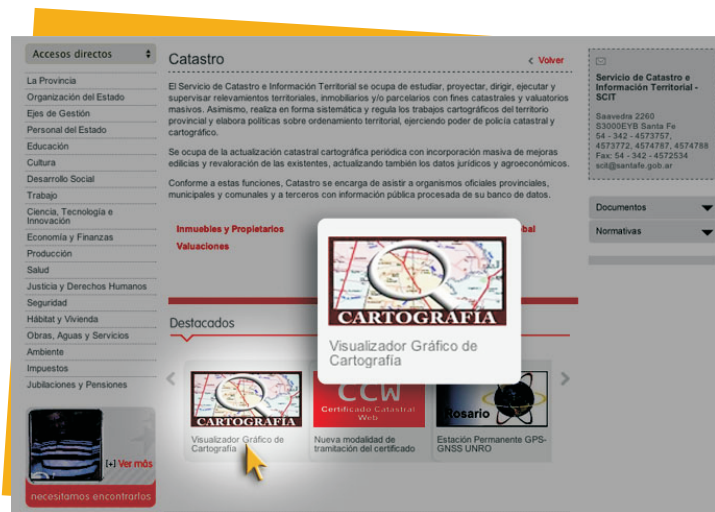 Accesos directos
La Provincia
Organización del Estado
Ejes de Gestión
Personal del Estado
Educación
Cultura
Desarrollo Social
Trabajo
Ciencia, Tecnología e
Innovación
Economía y Finanzas
Producción
Salud
Justicia y Derechos Humanos
Seguridad
Hábitat y Vivienda
Obras, Aguas y Servicios
Ambiente
Impuestos
Jubilaciones y Pensiones
[+] Ver más
necesitamos encontrarlos
Catastro
Volver
El Servicio de Catastro e Información Territorial se ocupa de estudiar, proyectar, dirigir, ejecutar y
supervisar relevamientos territoriales, inmobiliarios y/o parcelarios con fines catastrales y valuatorios
masivos. Asimismo, realiza en forma sistemática y regula los trabajos cartográficos del territorio
provincial y elabora políticas sobre ordenamiento territorial, ejerciendo poder de policía catastral y
cartográfico.
Se ocupa de la actualización catastral cartográfica periódica con incorporación masiva de mejoras
edilicias y revaloración de las existentes, actualizando también los datos jurídicos y agroeconómicos.
Conforme a estas funciones, Catastro se encarga de asistir a organismos oficiales provinciales,
municipales y comunales y a terceros con información pública procesada de su banco de datos.
Inmuebles y Propietarios
Valuaciones
CARTOGRAFÍA
Visualizador Gráfico de
Cartografía
Destacados
CARTOGRAFÍA
Visualizador Gráfico de
Cartografía
CCW
Certificado Catastral
Web
Nueva modalidad de
tramitación del certificado
Rosario
Estación Permanente GPS-
GNSS UNRO
Servicio de Catastro e
Información Territorial -
SCIT
Saavedra 2260
S3000EYB Santa Fe
54 - 342 - 4573757,
4573772, 4574787, 4574788
Fax: 54 - 342 - 4572534
scit@santafe.gob.ar
Documentos
Normativas